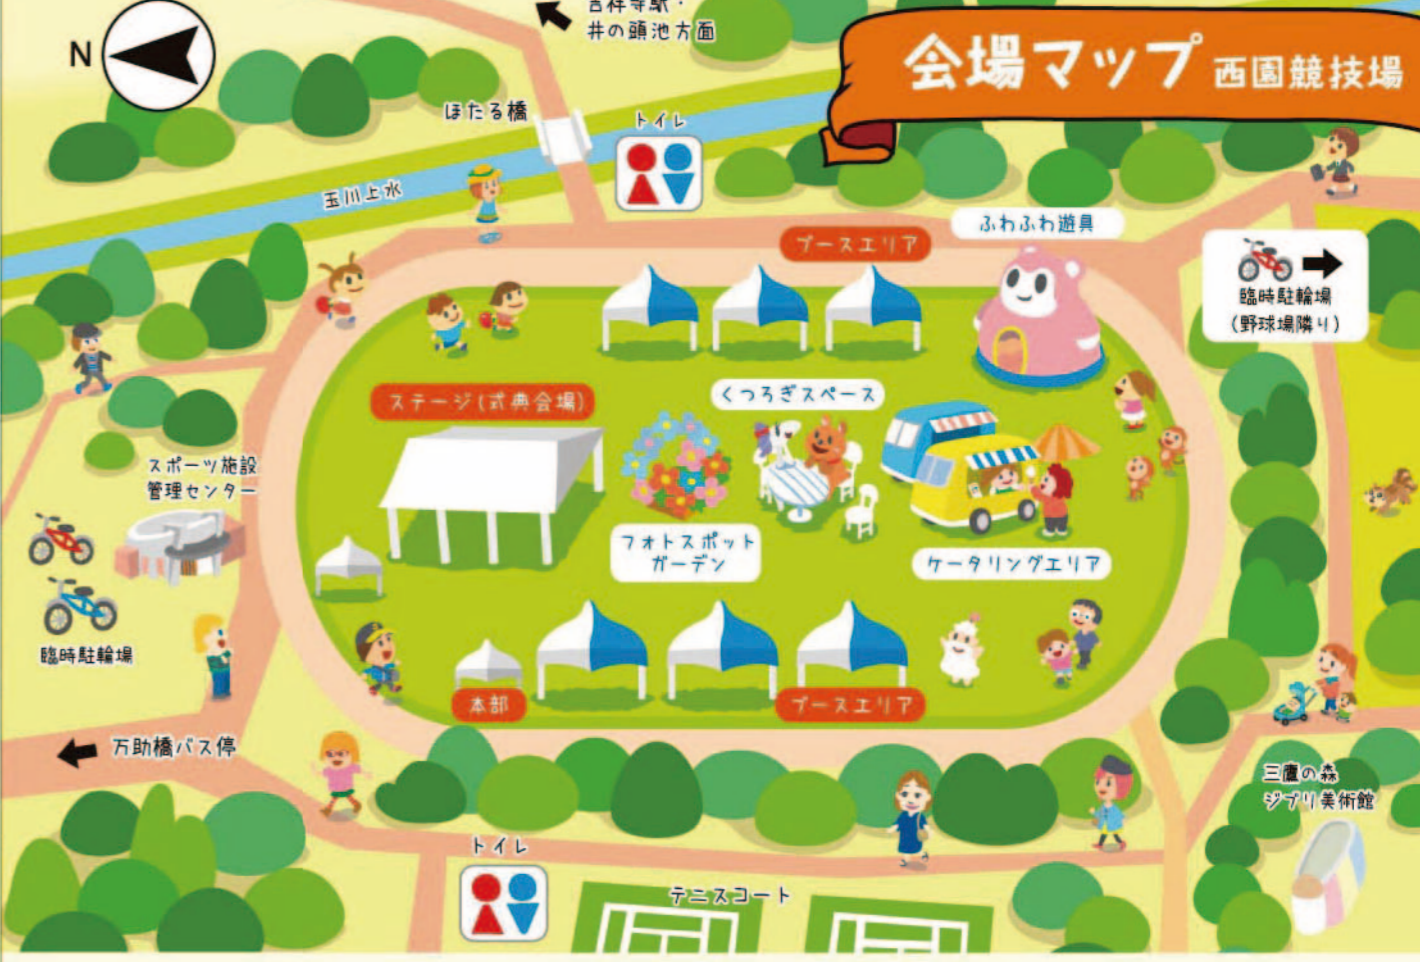 N
吉祥寺駅・
井の頭池方面
会場マップ 西園競技場
ほたる橋
トイレ
玉川上水
ふわふわ遊具
ブースエリア
臨時駐輪場
(野球場隣り)
ステージ(式典会場)
くつろぎスペース
スポーツ施設
管理センター
フォトスポット
ガーデン
ケータリングエリア
臨時駐輪場
本部
ブースエリア
万助橋バス停
三鷹の森
ジブリ美術館
トイレ
テニスコート